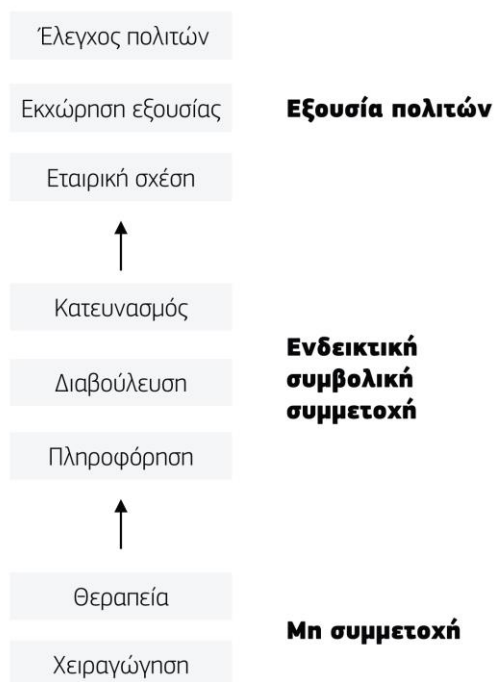 Έλεγχος πολιτών
Εκχώρηση εξουσίας
Εξουσία πολιτών
Εταιρική σχέση
Κατευνασμός
Διαβούλευση
Πληροφόρηση
Ενδεικτική
συμβολική
συμμετοχή
Θεραπεία
Χειραγώγηση
Μη συμμετοχή